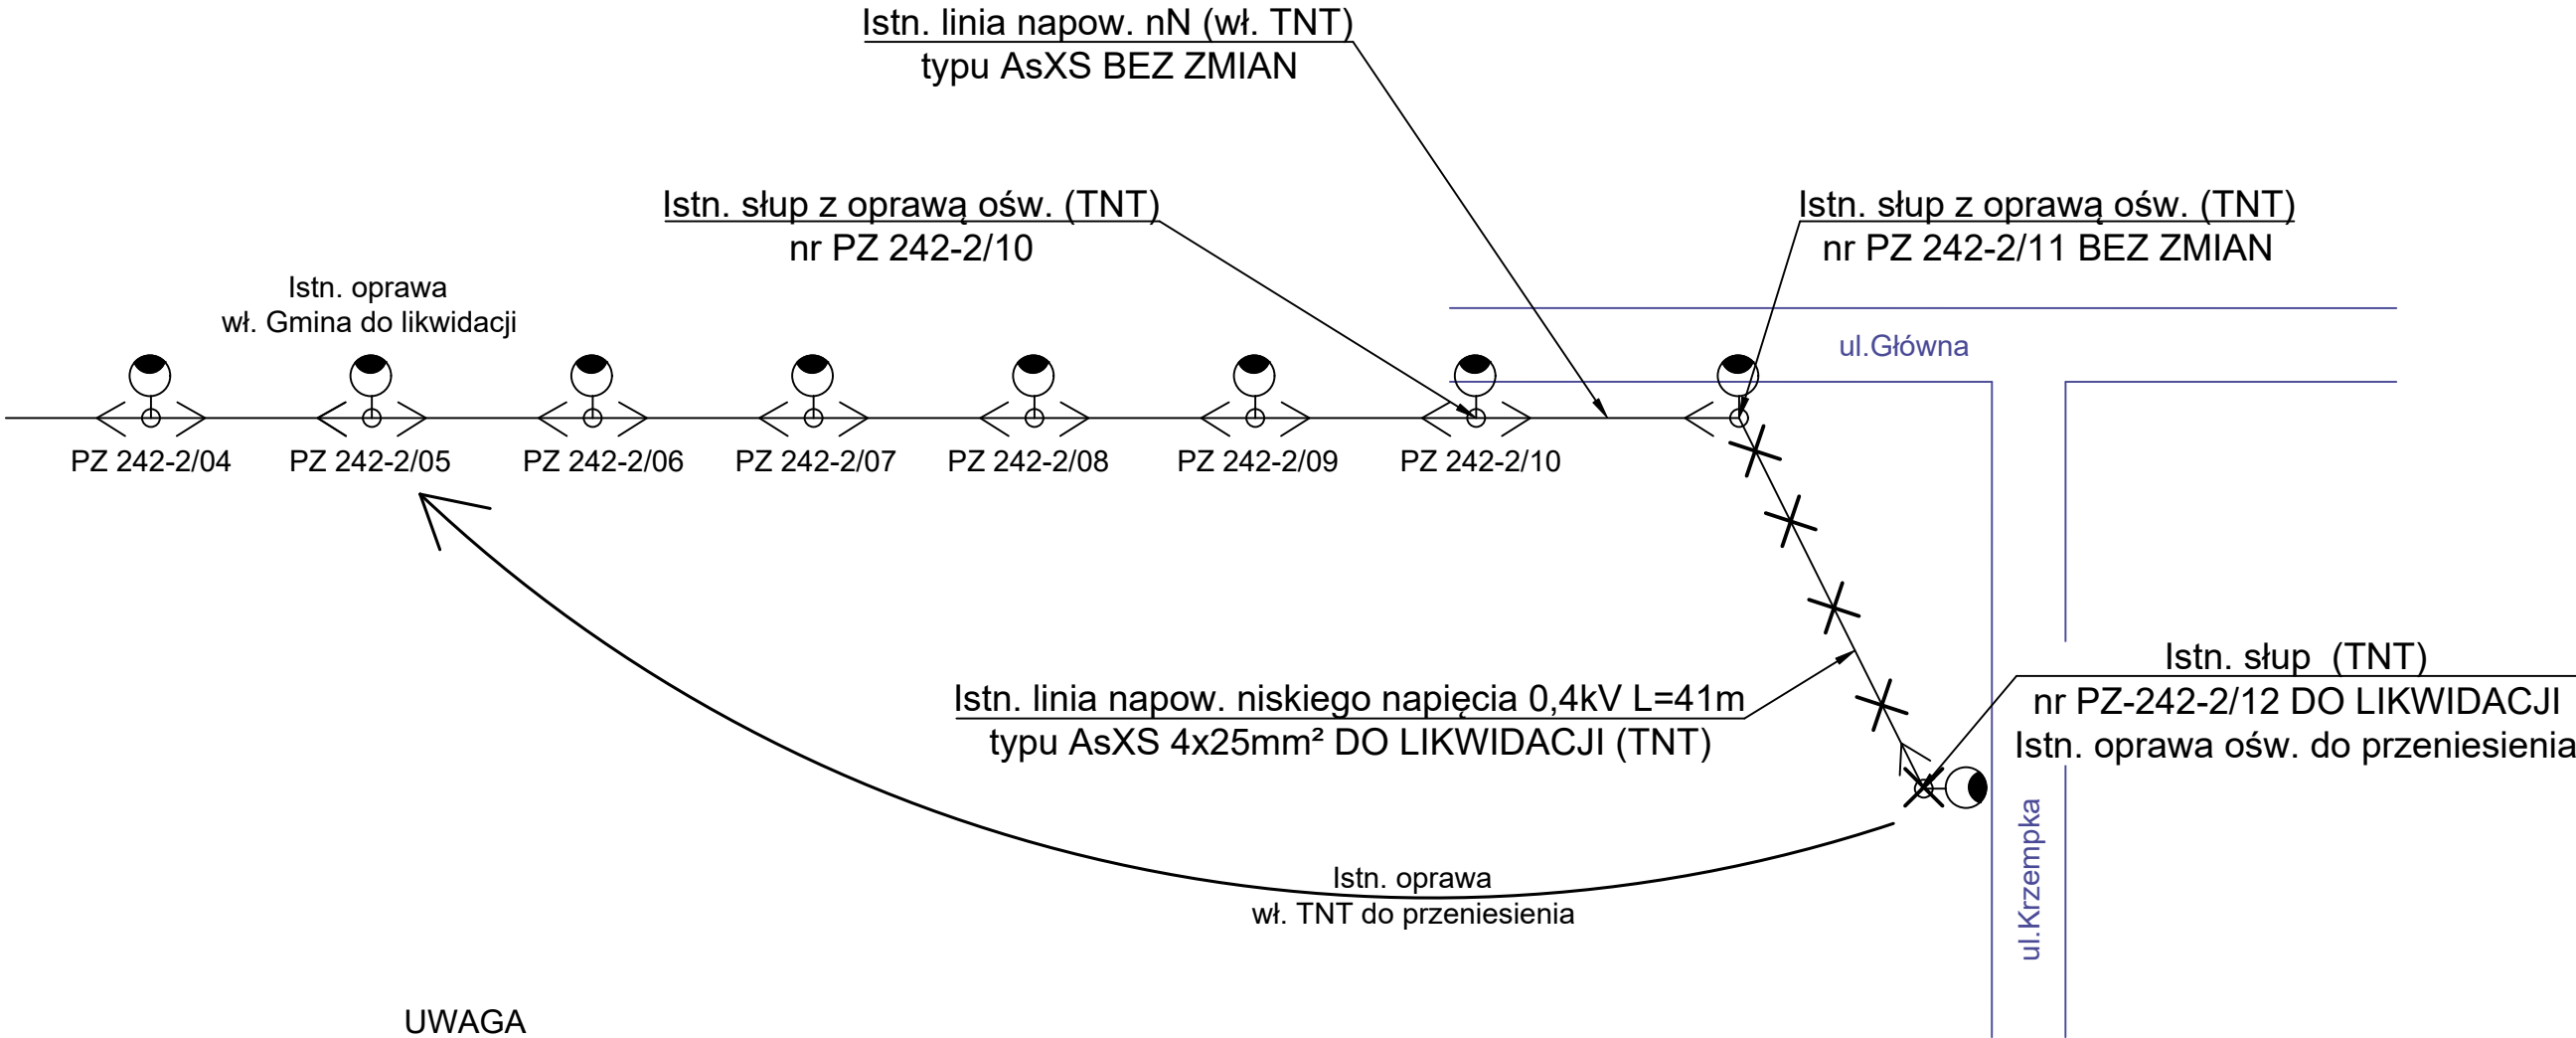 Istn. linia napow. nN (wł. TNT)
typu AsXS BEZ ZMIAN
Istn. słup z oprawą ośw. (TNT)
nr PZ 242-2/10
Istn. słup z oprawą ośw. (TNT)
nr PZ 242-2/11 BEZ ZMIAN
Istn. oprawa
wł. Gmina do likwidacji
ul.Główna
PZ 242-2/04
PZ 242-2/05
PZ 242-2/06
PZ 242-2/07
PZ 242-2/08
PZ 242-2/09
PZ 242-2/10
Istn. linia napow. niskiego napięcia 0,4kV L=41m
typu AsXS 4x25mm² DO LIKWIDACJI (TNT)
Istn. słup (TNT)
nr PZ-242-2/12 DO LIKWIDACJI
Istn. oprawa ośw. do przeniesienia
ul.Krzempka
Istn. oprawa
wł. TNT do przeniesienia
UWAGA